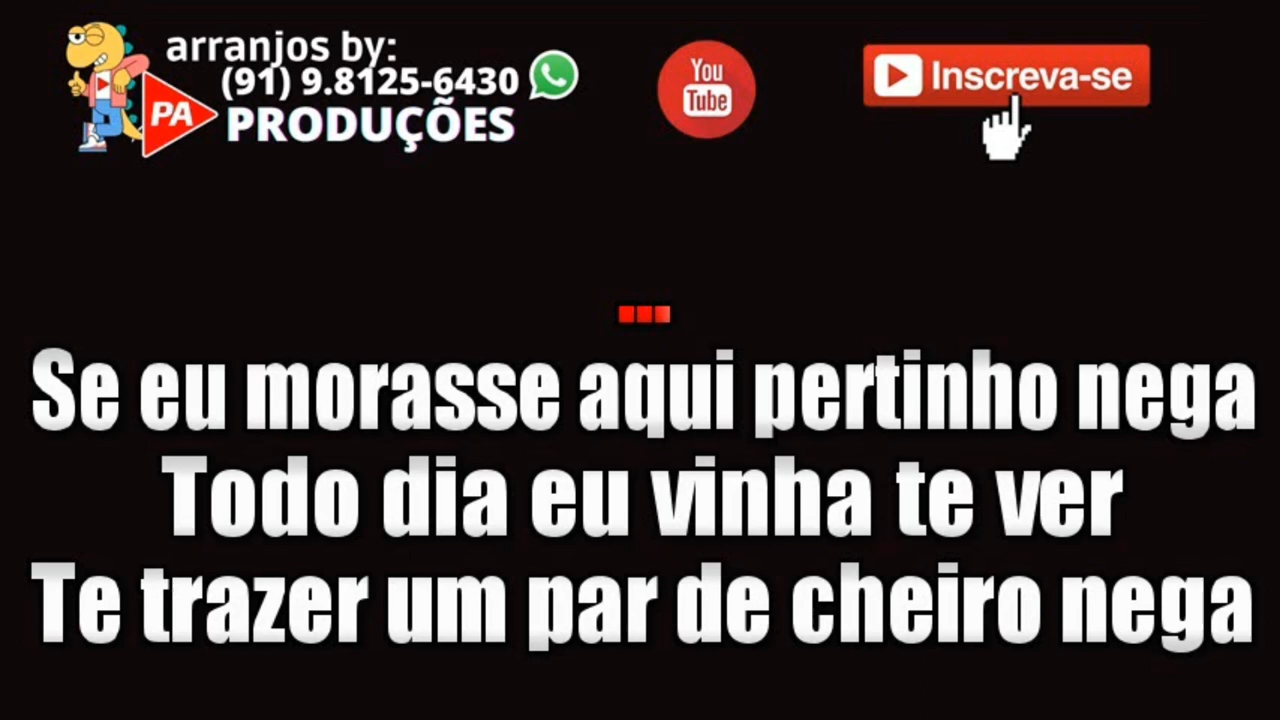 arranjos by:
(91) 9.8125-6430
PA
PRODUÇÕES
You
Tube
Inscreva-se
Se eu morasse aqui pertinho nega
Todo dia eu vinha te ver
Te trazer um par de cheiro nega